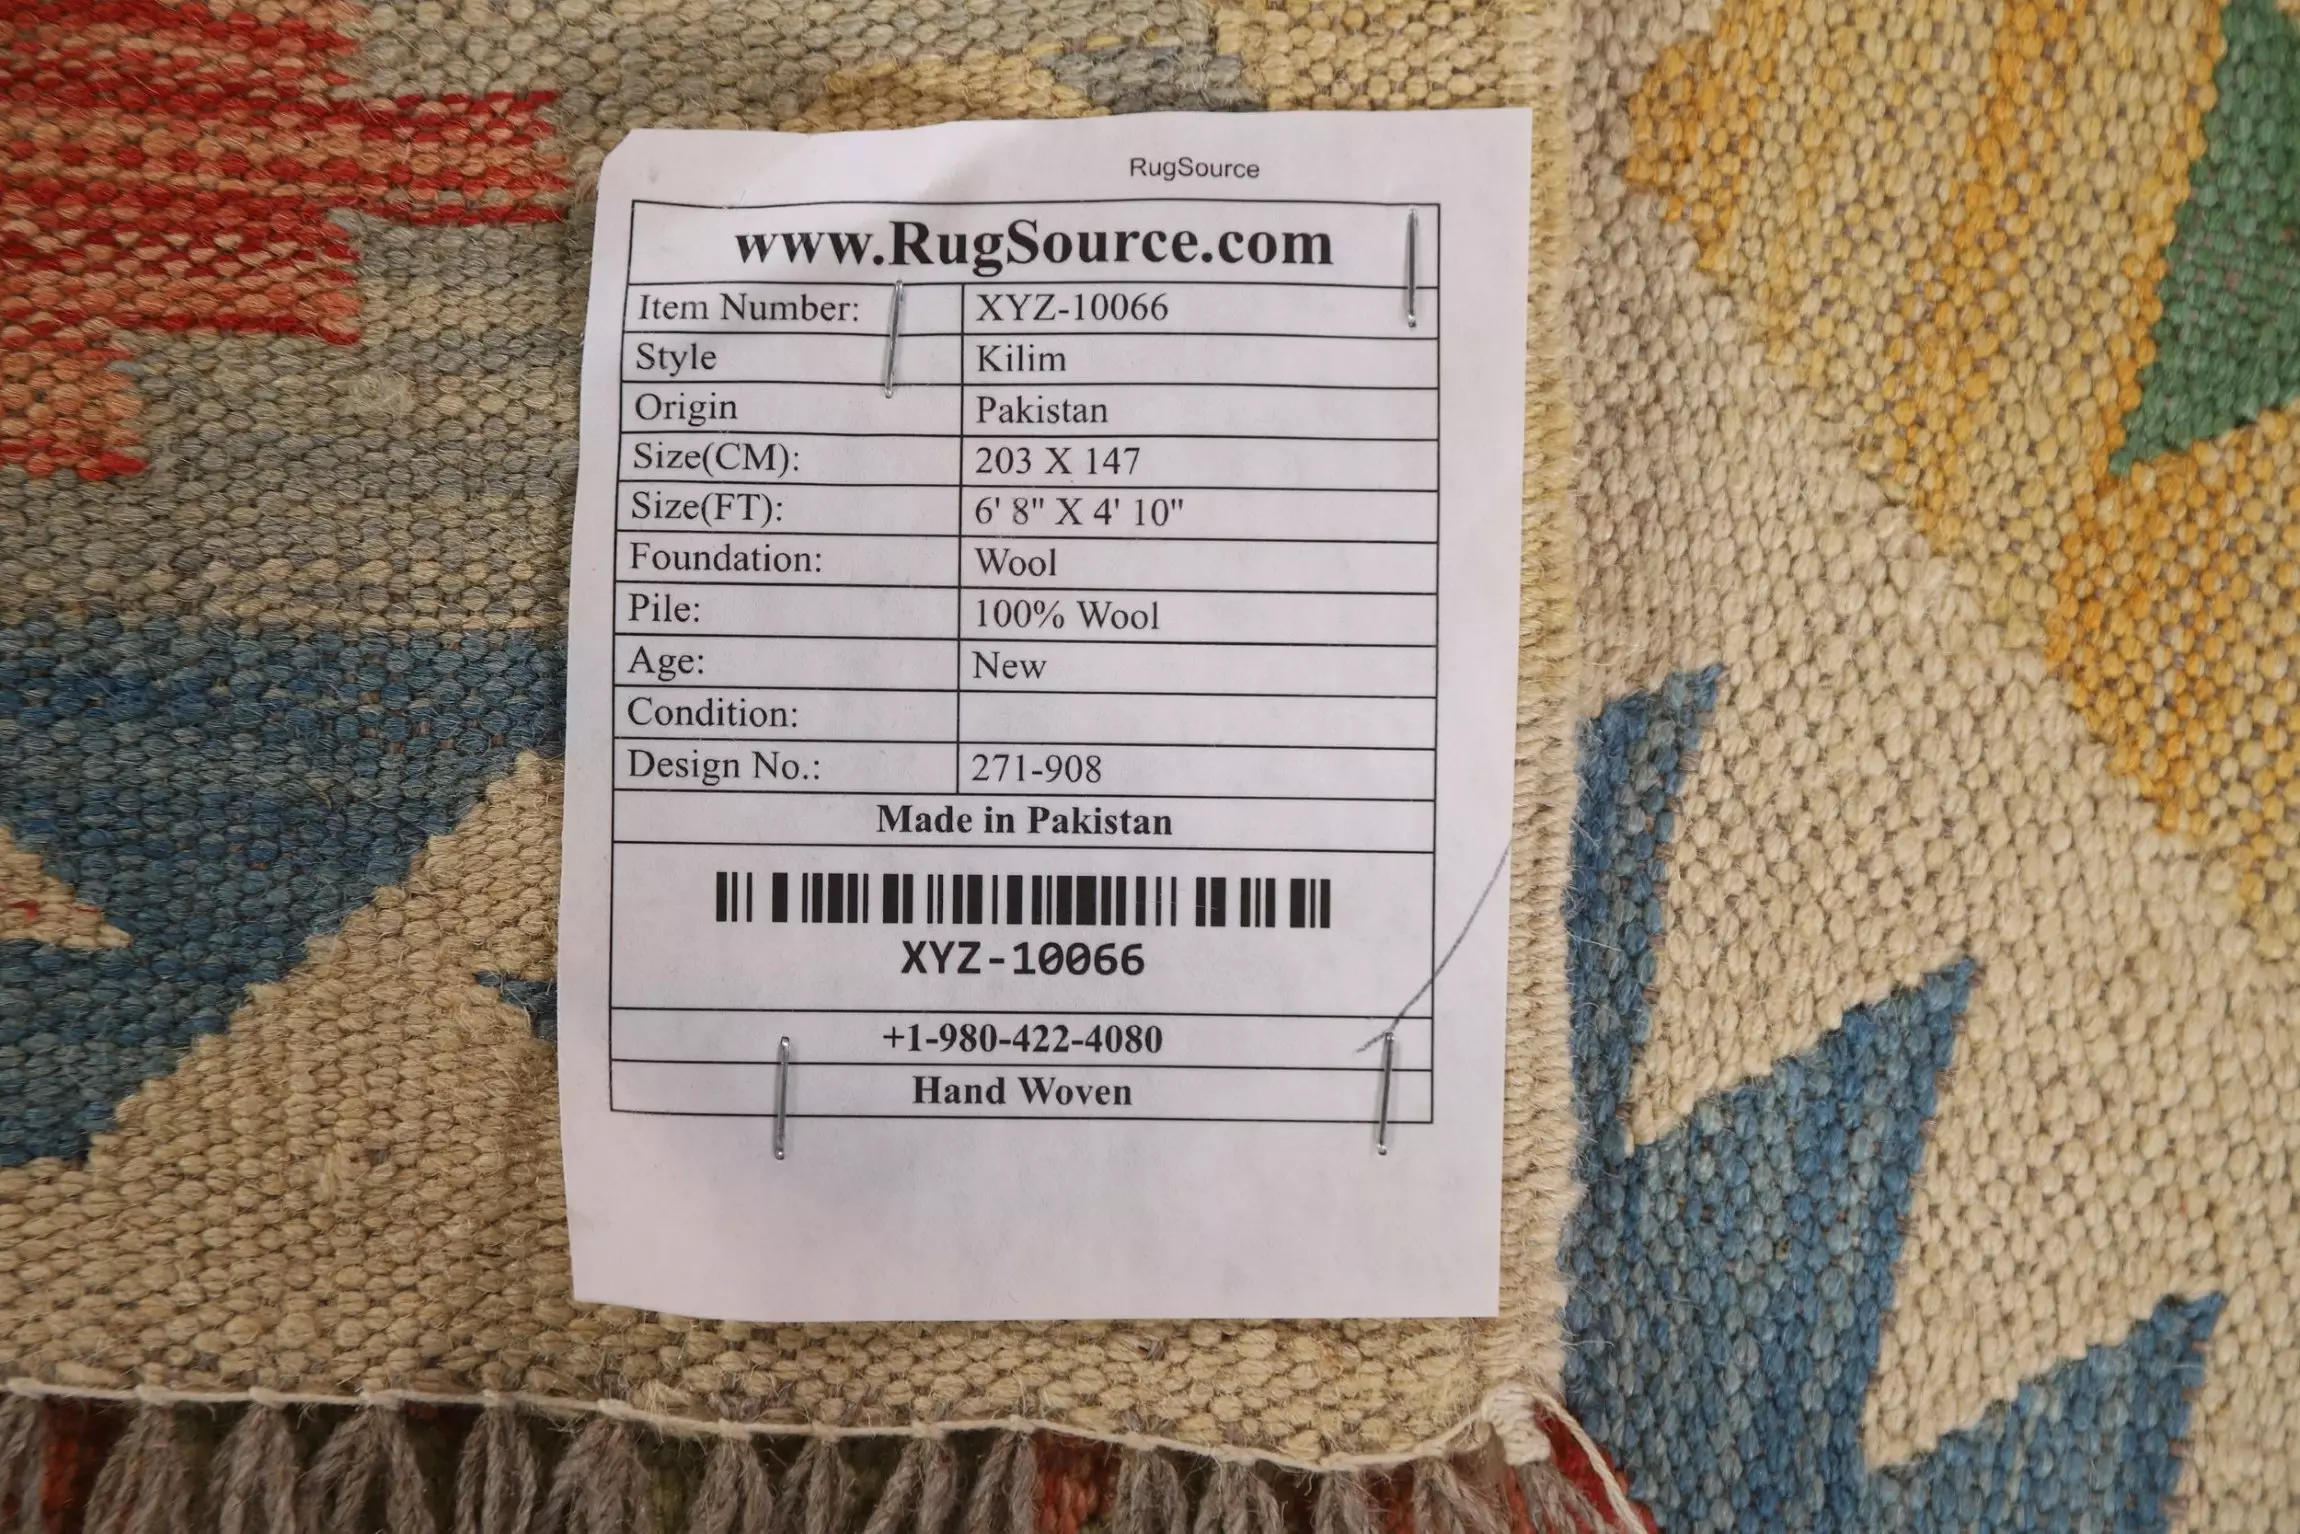 RugSource
www.RugSource.com
Item Number: XYZ-10066
Style Kilim
Origin Pakistan
Size(CM): 203 X 147
Size(FT): 6' 8" X 4' 10"
Foundation: Wool
Pile: 100% Wool
Age: New
Condition:
Design No.: 271-908
Made in Pakistan
XYZ-10066
+1-980-422-4080
Hand Woven